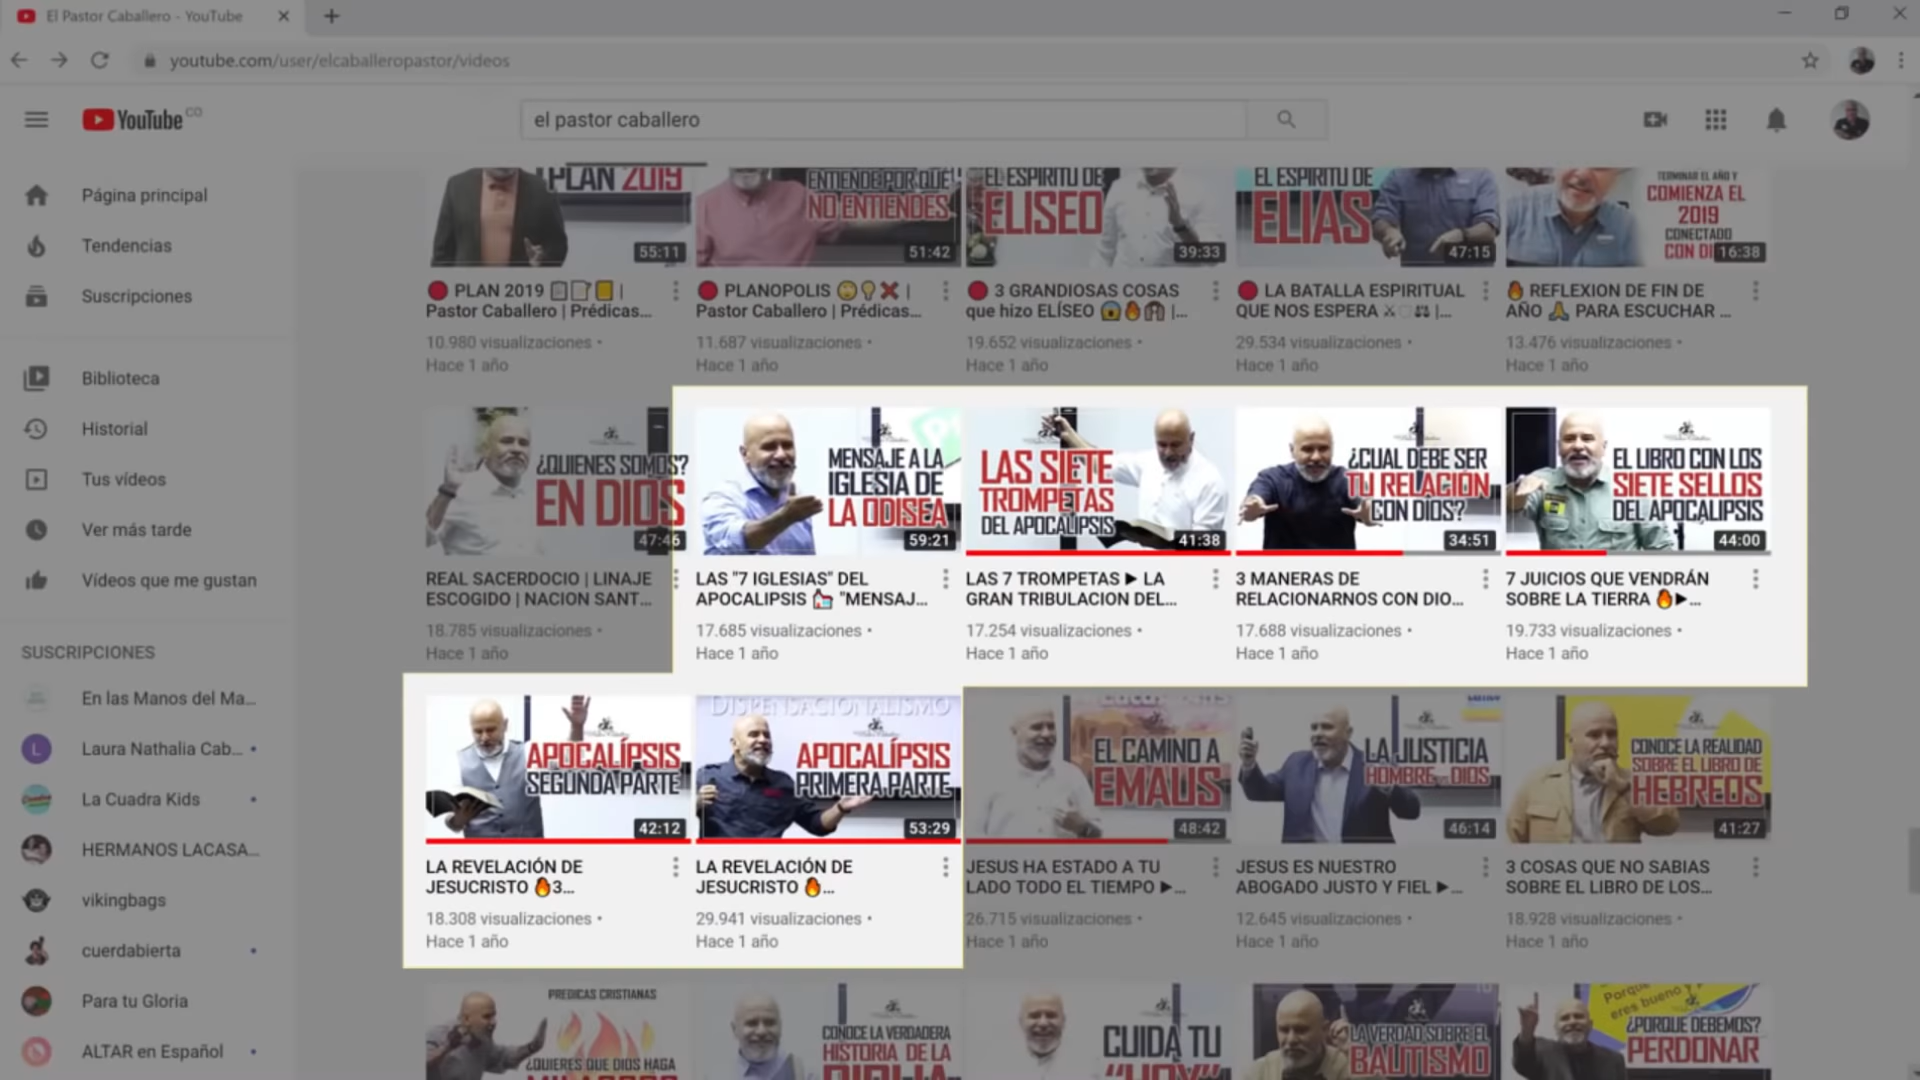 El Pastor Caballero - YouTube
youtube.com/user/elcaballeropastor/videos
YouTube CO
el pastor caballero
Página principal
Tendencias
Suscripciones
Biblioteca
Historial
Tus vídeos
Ver más tarde
Vídeos que me gustan
SUSCRIPCIONES
En las Manos del Ma...
L
Laura Nathalia Cab...
La Cuadra Kids
HERMANOS LACASA...
vikingbags
cuerdabierta
Para tu Gloria
ALTAR en Español
PLAN 2019
55:11
PLAN 2019 |
Pastor Caballero | Prédicas...
10.980 visualizaciones •
Hace 1 año
ENTIENDE POR QUÉ
NO ENTIENDES
51:42
PLANOPOLIS |
Pastor Caballero | Prédicas...
11.687 visualizaciones •
Hace 1 año
EL ESPIRITU DE
ELISEO
39:33
3 GRANDIOSAS COSAS
que hizo ELÍSEO |...
19.652 visualizaciones •
Hace 1 año
EL ESPIRITU DE
ELIAS
47:15
LA BATALLA ESPIRITUAL
QUE NOS ESPERA |...
29.534 visualizaciones •
Hace 1 año
TERMINAR EL AÑO Y
COMIENZA EL
2019
CONECTADO
CON DI
16:38
REFLEXION DE FIN DE
AÑO PARA ESCUCHAR ...
13.476 visualizaciones •
Hace 1 año
¿QUIENES SOMOS?
EN DIOS
47:46
REAL SACERDOCIO | LINAJE
ESCOGIDO | NACION SANT...
18.785 visualizaciones •
Hace 1 año
MENSAJE A LA
IGLESIA DE
LA ODISEA
59:21
LAS "7 IGLESIAS" DEL
APOCALIPSIS "MENSAJ...
17.685 visualizaciones •
Hace 1 año
LAS SIETE
TROMPETAS
DEL APOCALIPSIS
41:38
LAS 7 TROMPETAS ► LA
GRAN TRIBULACION DEL...
17.254 visualizaciones •
Hace 1 año
¿CUAL DEBE SER
TU RELACIÓN
CON DIOS?
34:51
3 MANERAS DE
RELACIONARNOS CON DIO...
17.688 visualizaciones •
Hace 1 año
EL LIBRO CON LOS
SIETE SELLOS
DEL APOCALIPSIS
44:00
7 JUICIOS QUE VENDRÁN
SOBRE LA TIERRA ►...
19.733 visualizaciones •
Hace 1 año
APOCALÍPSIS
SEGUNDA PARTE
42:12
LA REVELACIÓN DE
JESUCRISTO 3...
18.308 visualizaciones •
Hace 1 año
DISPENSACIONALISMO
APOCALÍPSIS
PRIMERA PARTE
53:29
LA REVELACIÓN DE
JESUCRISTO ...
29.941 visualizaciones •
Hace 1 año
EL CAMINO A
EMAUS
48:42
JESUS HA ESTADO A TU
LADO TODO EL TIEMPO ►...
26.715 visualizaciones •
Hace 1 año
LA JUSTICIA
HOMBRE DIOS
46:14
JESUS ES NUESTRO
ABOGADO JUSTO Y FIEL ►...
12.645 visualizaciones •
Hace 1 año
CONOCE LA REALIDAD
SOBRE EL LIBRO DE
HEBREOS
41:27
3 COSAS QUE NO SABIAS
SOBRE EL LIBRO DE LOS...
18.928 visualizaciones •
Hace 1 año
PREDICAS CRISTIANAS
¿QUIERES QUE DIOS HAGA
CONOCE LA VERDADERA
HISTORIA DE LA
BIBLIA
CUIDA TU
"HOY"
LA VERDAD SOBRE EL
BAUTISMO
Porque
eres bueno y
¿PORQUE DEBEMOS?
PERDONAR